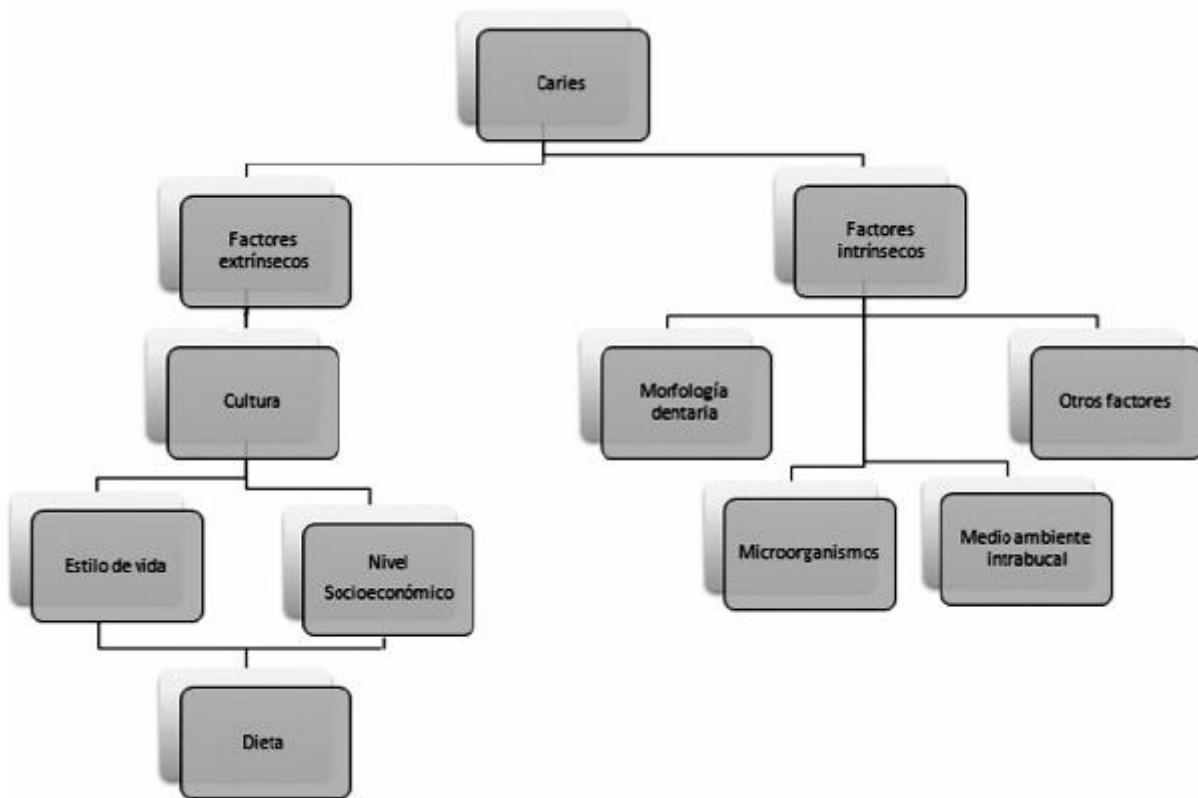 Caries
Factores
extrínsecos
Factores
intrínsecos
Cultura
Morfología
dentaria
Otros factores
Estilo de vida
Nivel
Socioeconómico
Microorganismos
Medio ambiente
intrabucal
Dieta